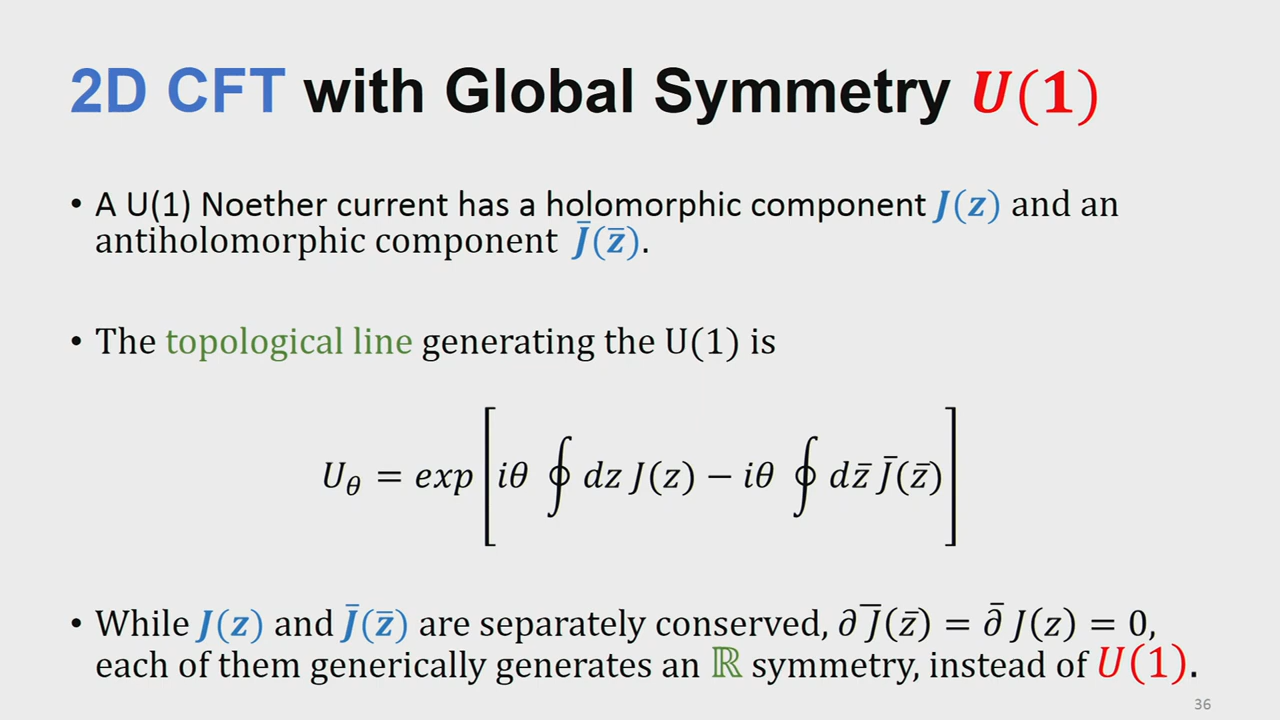 2D CFT with Global Symmetry U(1)
• A U(1) Noether current has a holomorphic component J(z) and an
antiholomorphic component J̄(z̄).
• The topological line generating the U(1) is
U_θ = exp[iθ ∮ dz J(z) − iθ ∮ dz̄ J̄(z̄)]
• While J(z) and J̄(z̄) are separately conserved, ∂ J̄(z̄) = ∂̄ J(z) = 0,
each of them generically generates an ℝ symmetry, instead of U(1).
36